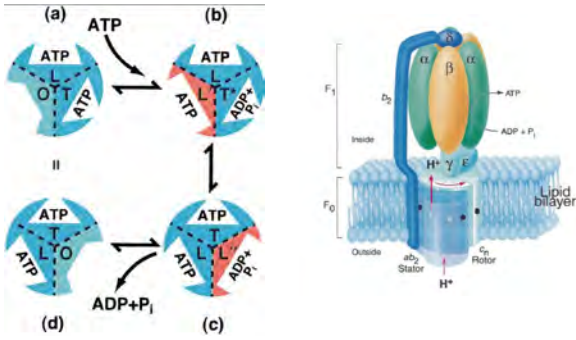 (a)
ATP
(b)
ATP
L
O
T
ATP
ATP
L
L
T*
ATP
ADP+
Pi
=
ATP
T
L
O
ATP
(d)
ATP
T
L
L"
ATP
ADP+
Pi
(c)
ADP+Pi
F1
Inside
F0
Outside
b2
δ
α
β
α
ATP
ADP + Pi
H+
γ
ε
Lipid
bilayer
ab2
Stator
cn
Rotor
H+